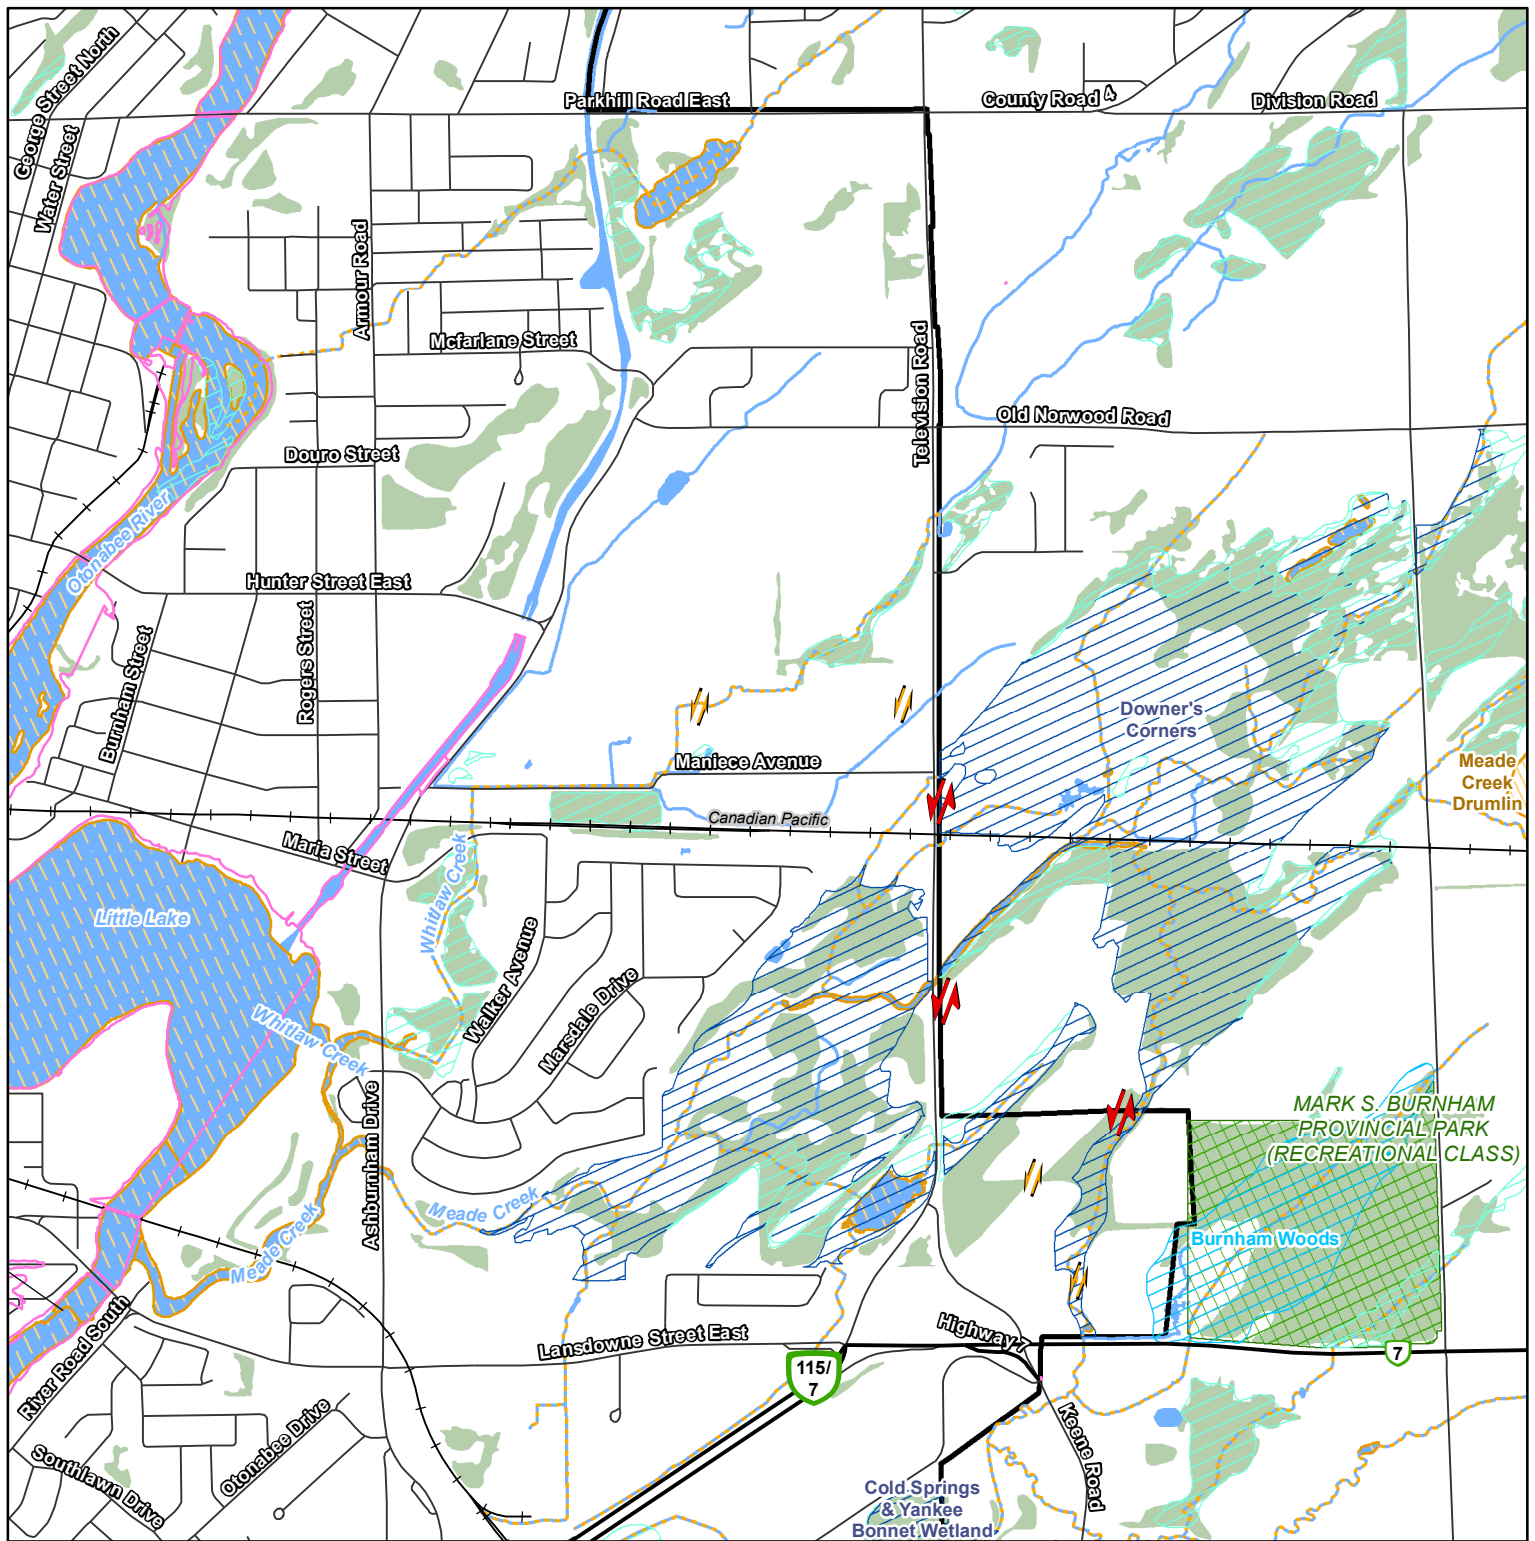 George Street North
Water Street
Parkhill Road East
County Road 4
Division Road
Armour Road
Mcfarlane Street
Television Road
Old Norwood Road
Douro Street
Otonabee River
Hunter Street East
Rogers Street
Burnham Street
Downer's
Corners
Maniece Avenue
Meade
Creek
Drumlin
Canadian Pacific
Maria Street
Whitlaw Creek
Little Lake
Walker Avenue
Marsdale Drive
Whitlaw Creek
Ashburnham Drive
MARK S. BURNHAM
PROVINCIAL PARK
(RECREATIONAL CLASS)
Meade Creek
Meade Creek
Burnham Woods
River Road South
Lansdowne Street East
Highway 7
115/
7
7
Otonabee Drive
Southlawn Drive
Keene Road
Cold Springs
& Yankee
Bonnet Wetland